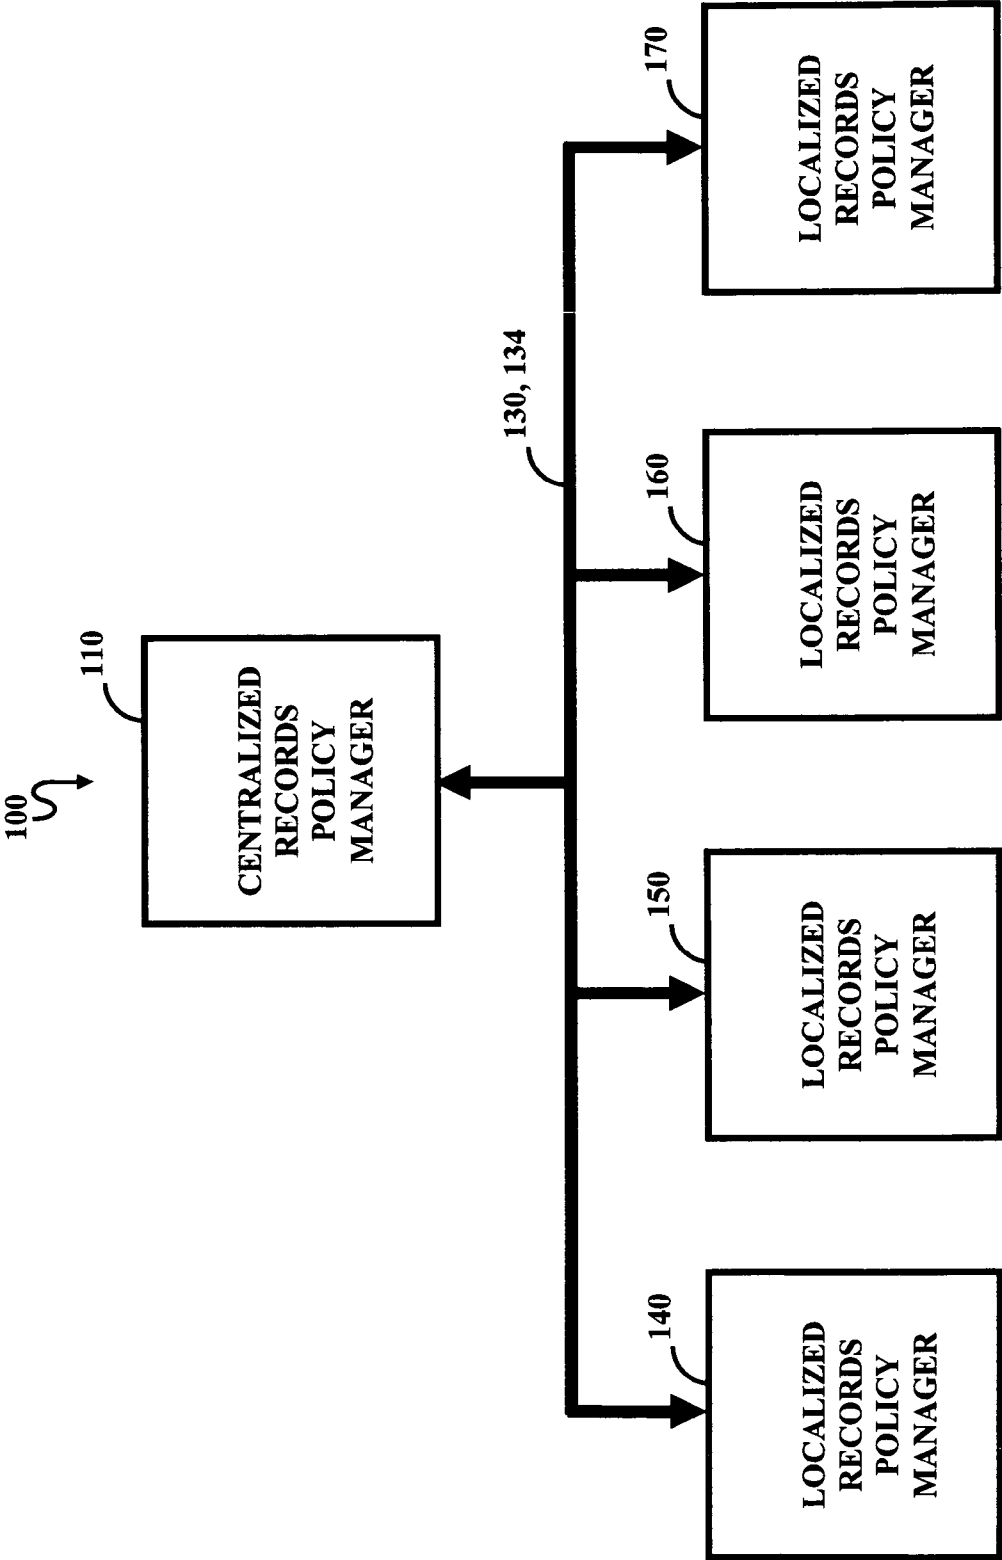 100
110
CENTRALIZED
RECORDS
POLICY
MANAGER
130, 134
140
LOCALIZED
RECORDS
POLICY
MANAGER
150
LOCALIZED
RECORDS
POLICY
MANAGER
160
LOCALIZED
RECORDS
POLICY
MANAGER
170
LOCALIZED
RECORDS
POLICY
MANAGER